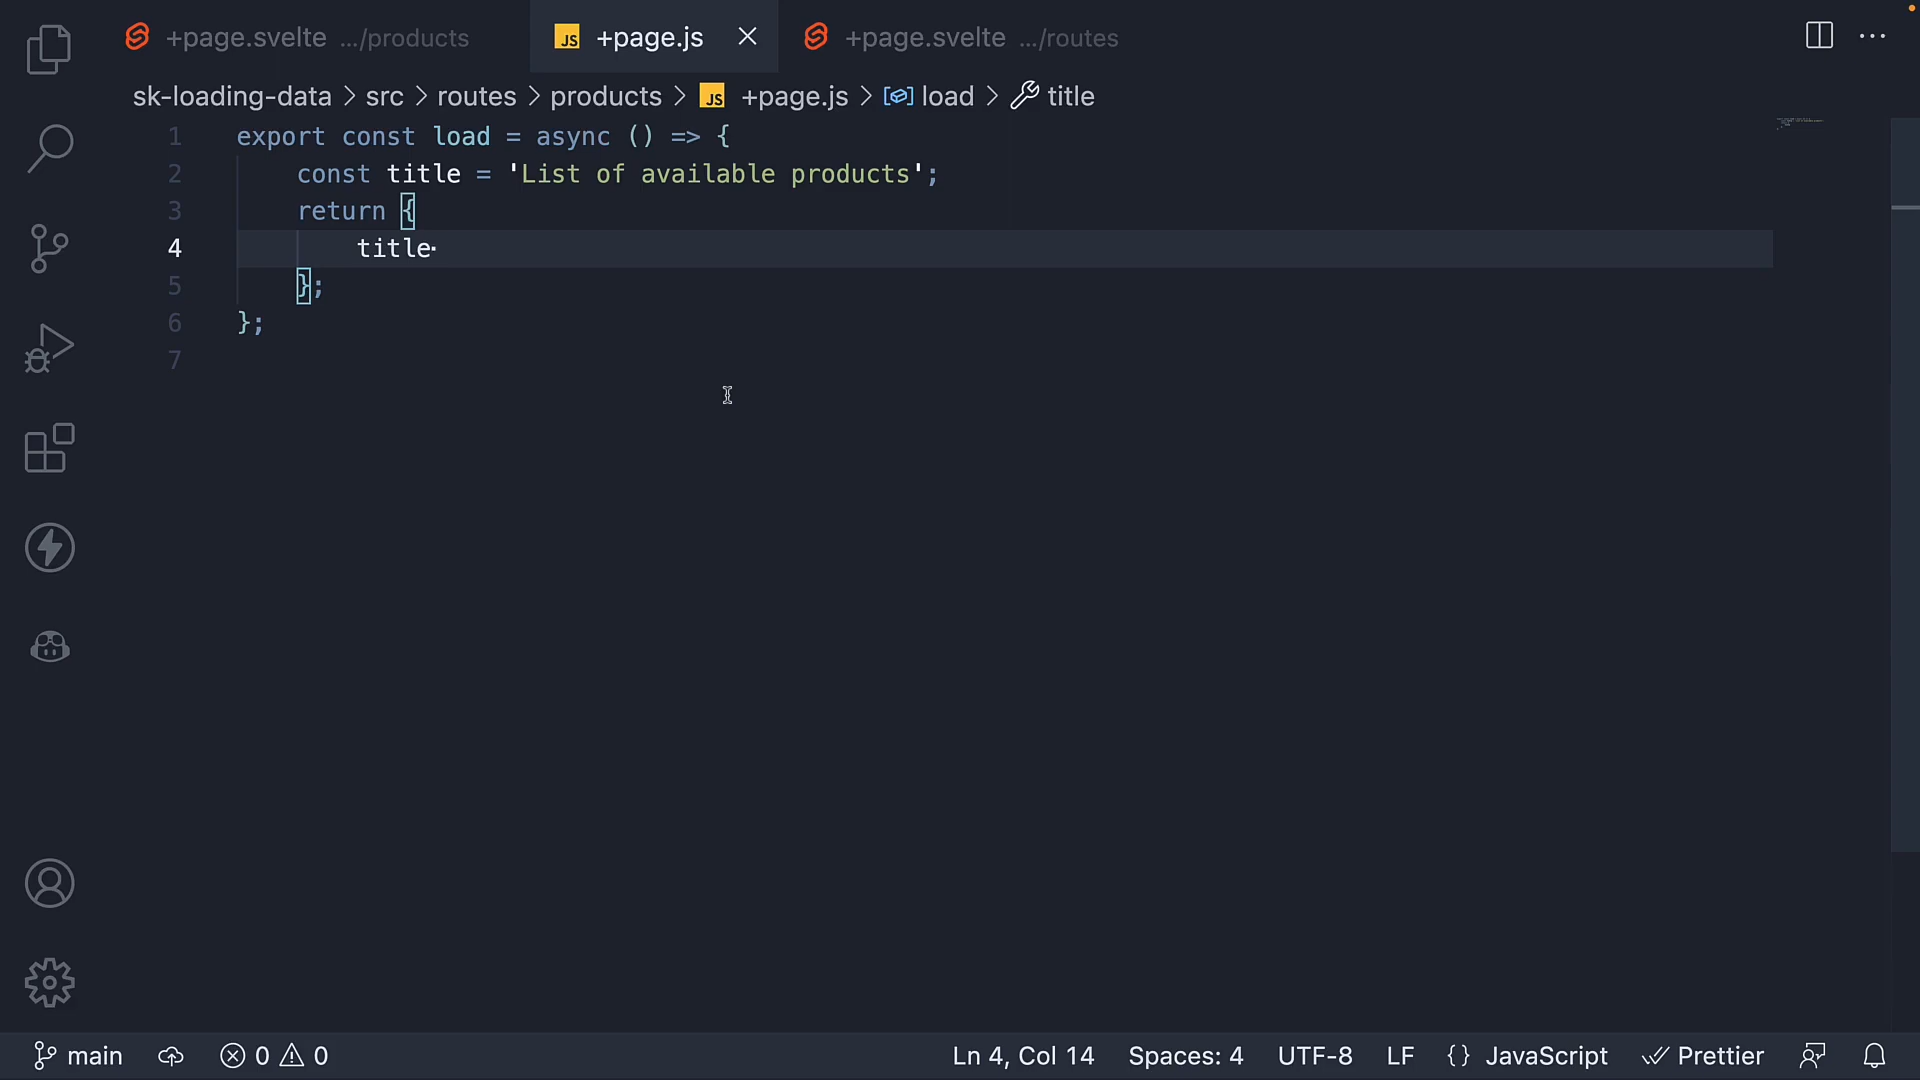 +page.svelte .../products
JS +page.js
+page.svelte .../routes
sk-loading-data > src > routes > products > JS +page.js > load > title
1 export const load = async () => {
2 const title = 'List of available products';
3 return {
4 title
5 };
6 };
7
main
0 0
Ln 4, Col 14
Spaces: 4
UTF-8
LF
{} JavaScript
Prettier